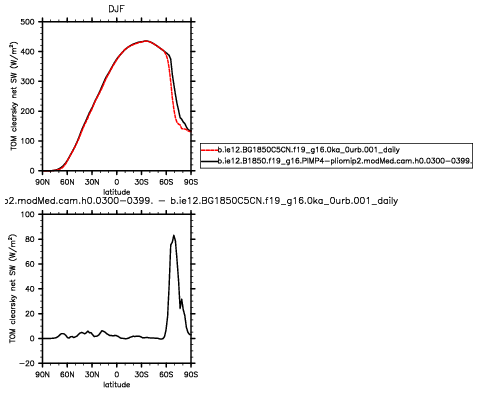 DJF
TOM clearsky net SW (W/m²)
500
400
300
200
100
0
90N 60N 30N 0 30S 60S 90S
latitude
b.ie12.BG1850C5CN.f19_g16.0ka_0urb.001_daily
b.ie12.B1850.f19_g16.PlMP4-pliomip2.modMed.cam.h0.0300-0399.
p2.modMed.cam.h0.0300-0399. - b.ie12.BG1850C5CN.f19_g16.0ka_0urb.001_daily
TOM clearsky net SW (W/m²)
100
80
60
40
20
0
-20
90N 60N 30N 0 30S 60S 90S
latitude